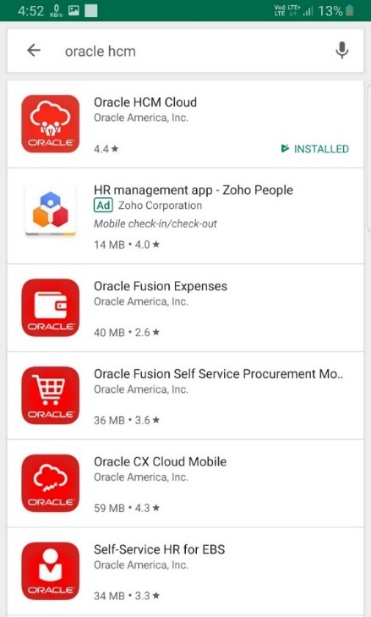 4:52 13%
oracle hcm
ORACLE
Oracle HCM Cloud
Oracle America, Inc.
4.4 ★ INSTALLED
HR management app - Zoho People
Ad Zoho Corporation
Mobile check-in/check-out
14 MB • 4.0 ★
ORACLE
Oracle Fusion Expenses
Oracle America, Inc.
40 MB • 2.6 ★
ORACLE
Oracle Fusion Self Service Procurement Mo..
Oracle America, Inc.
36 MB • 3.6 ★
ORACLE
Oracle CX Cloud Mobile
Oracle America, Inc.
59 MB • 4.3 ★
ORACLE
Self-Service HR for EBS
Oracle America, Inc.
34 MB • 3.3 ★
ORACLE